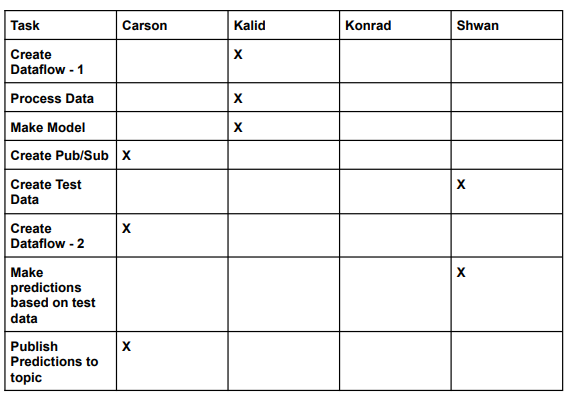 Task Carson Kalid Konrad Shwan
Create X
Dataflow - 1
Process Data X
Make Model X
Create Pub/Sub X
Create Test X
Data
Create X
Dataflow - 2
Make X
predictions
based on test
data
Publish X
Predictions to
topic